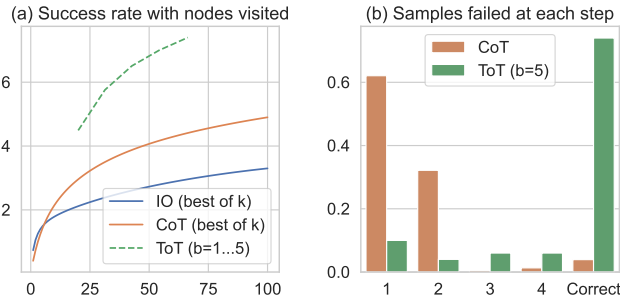 (a) Success rate with nodes visited
6
4
2
0 25 50 75 100
IO (best of k)
CoT (best of k)
ToT (b=1...5)
(b) Samples failed at each step
CoT
ToT (b=5)
0.6
0.4
0.2
0.0
1 2 3 4 Correct